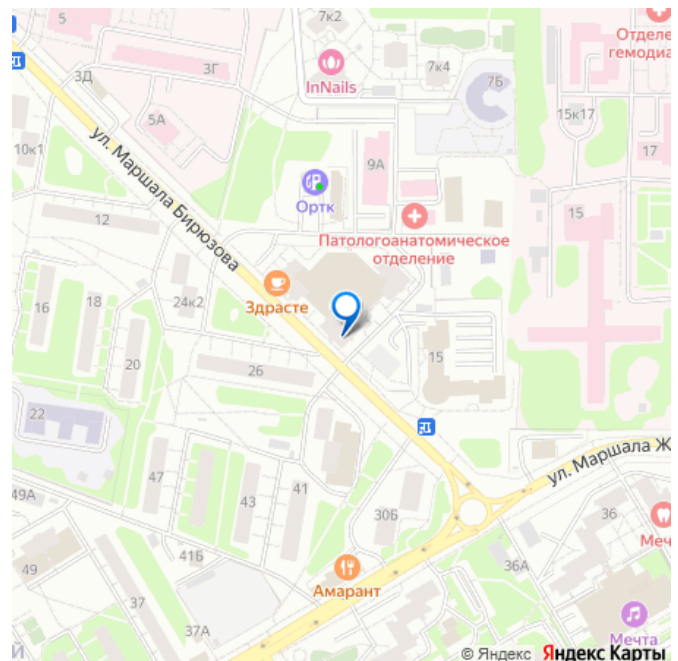 5
7к2
Отделе
гемодиа
3Д
3Г
InNails
7к4
7Б
5А
15к17
10к1
9А
17
ул. Маршала Бирюзова
Ортк
12
15
Патологоанатомическое
отделение
24к2
Здрасте
16
18
20
26
15
22
ул. Маршала Ж
47
43
41
49А
30Б
36
Меч
41Б
49
36А
Амарант
37
37А
Мечта
й
© Яндекс Яндекс Карты